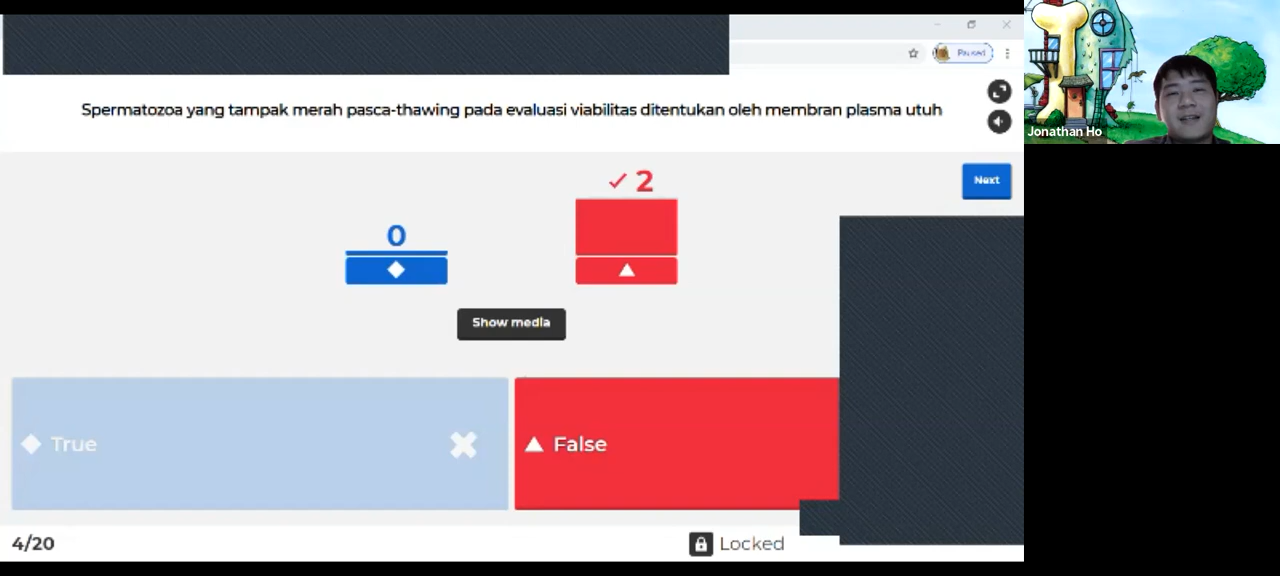 Paused
Spermatozoa yang tampak merah pasca-thawing pada evaluasi viabilitas ditentukan oleh membran plasma utuh
Jonathan Ho
Next
2
0
Show media
True
False
4/20
Locked